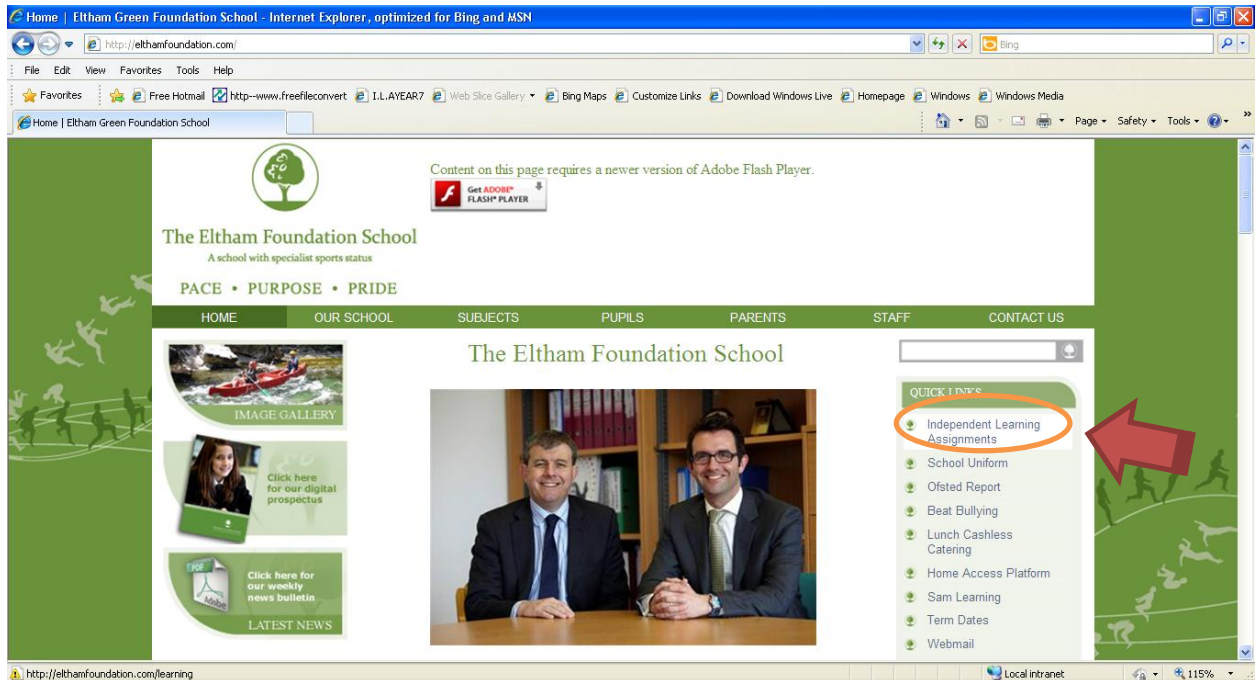 Home | Eltham Green Foundation School - Internet Explorer, optimized for Bing and MSN
http://elthamfoundation.com/
Bing
File Edit View Favorites Tools Help
Favorites Free Hotmail http--www.freefileconvert I.L.AYEAR7 Web Slice Gallery Bing Maps Customize Links Download Windows Live Homepage Windows Windows Media
Home | Eltham Green Foundation School
Page Safety Tools
Content on this page requires a newer version of Adobe Flash Player.
Get ADOBE®
FLASH® PLAYER
The Eltham Foundation School
A school with specialist sports status
PACE • PURPOSE • PRIDE
HOME OUR SCHOOL SUBJECTS PUPILS PARENTS STAFF CONTACT US
IMAGE GALLERY
Click here
for our digital
prospectus
PDF
Adobe
Click here for
our weekly
news bulletin
LATEST NEWS
The Eltham Foundation School
QUICK LINKS
Independent Learning
Assignments
School Uniform
Ofsted Report
Beat Bullying
Lunch Cashless
Catering
Home Access Platform
Sam Learning
Term Dates
Webmail
http://elthamfoundation.com/learning
Local intranet
115%